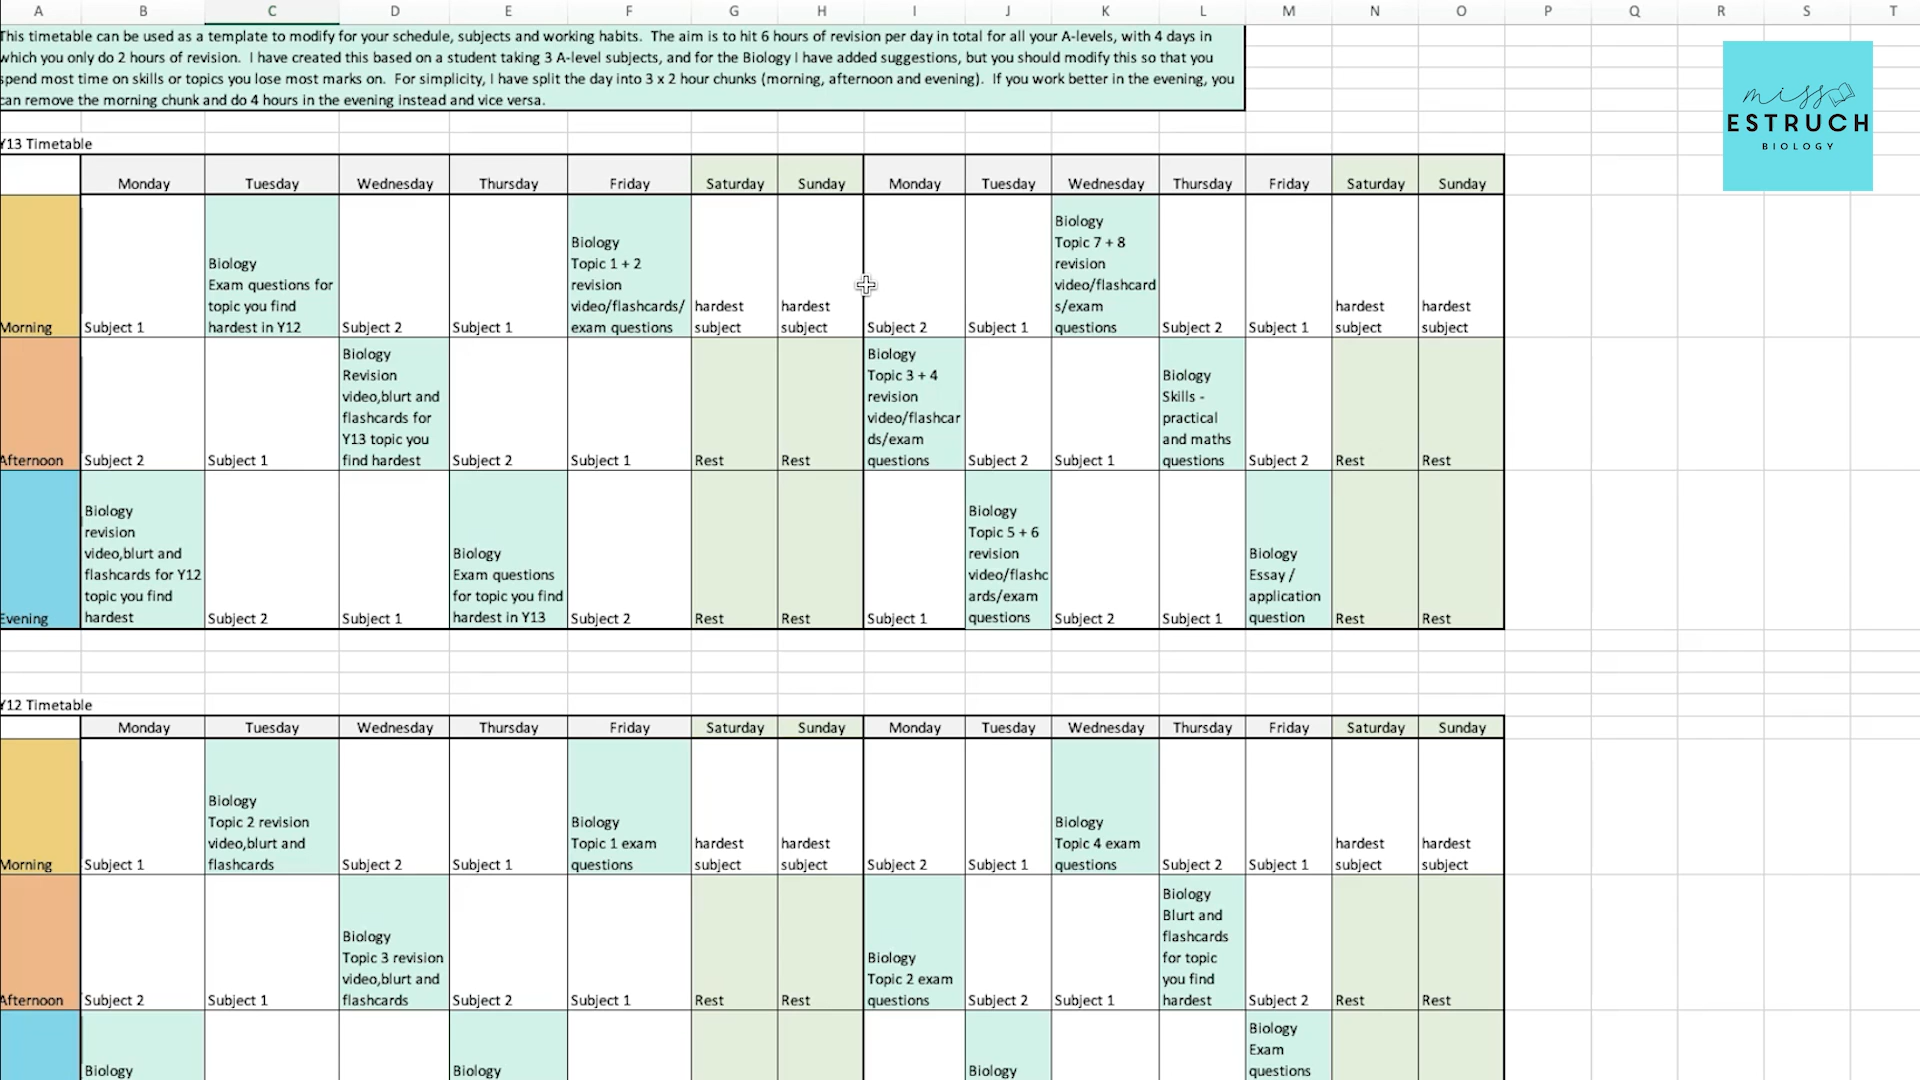 A B C D E F G H I J K L M N O P Q R S T
This timetable can be used as a template to modify for your schedule, subjects and working habits. The aim is to hit 6 hours of revision per day in total for all your A-levels, with 4 days in
which you only do 2 hours of revision. I have created this based on a student taking 3 A-level subjects, and for the Biology I have added suggestions, but you should modify this so that you
spend most time on skills or topics you lose most marks on. For simplicity, I have split the day into 3 x 2 hour chunks (morning, afternoon and evening). If you work better in the evening, you
can remove the morning chunk and do 4 hours in the evening instead and vice versa.
miss
ESTRUCH
BIOLOGY
Y13 Timetable
Monday Tuesday Wednesday Thursday Friday Saturday Sunday Monday Tuesday Wednesday Thursday Friday Saturday Sunday
Morning
Subject 1
Biology
Exam questions for
topic you find
hardest in Y12
Subject 2
Subject 1
Biology
Topic 1 + 2
revision
video/flashcards/
exam questions
hardest
subject
hardest
subject
Subject 2
Subject 1
Biology
Topic 7 + 8
revision
video/flashcard
s/exam
questions
Subject 2
Subject 1
hardest
subject
hardest
subject
Afternoon
Subject 2
Subject 1
Biology
Revision
video,blurt and
flashcards for
Y13 topic you
find hardest
Subject 2
Subject 1
Rest
Rest
Biology
Topic 3 + 4
revision
video/flashcar
ds/exam
questions
Subject 2
Subject 1
Biology
Skills -
practical
and maths
questions
Subject 2
Rest
Rest
Evening
Biology
revision
video,blurt and
flashcards for Y12
topic you find
hardest
Subject 2
Subject 1
Biology
Exam questions
for topic you find
hardest in Y13
Subject 2
Rest
Rest
Subject 1
Biology
Topic 5 + 6
revision
video/flashc
ards/exam
questions
Subject 2
Subject 1
Biology
Essay /
application
question
Rest
Rest
Y12 Timetable
Monday Tuesday Wednesday Thursday Friday Saturday Sunday Monday Tuesday Wednesday Thursday Friday Saturday Sunday
Morning
Subject 1
Biology
Topic 2 revision
video,blurt and
flashcards
Subject 2
Subject 1
Biology
Topic 1 exam
questions
hardest
subject
hardest
subject
Subject 2
Subject 1
Biology
Topic 4 exam
questions
Subject 2
Subject 1
hardest
subject
hardest
subject
Afternoon
Subject 2
Subject 1
Biology
Topic 3 revision
video,blurt and
flashcards
Subject 2
Subject 1
Rest
Rest
Biology
Topic 2 exam
questions
Subject 2
Subject 1
Biology
Blurt and
flashcards
for topic
you find
hardest
Subject 2
Rest
Rest
Biology
Biology
Biology
Biology
Exam
questions